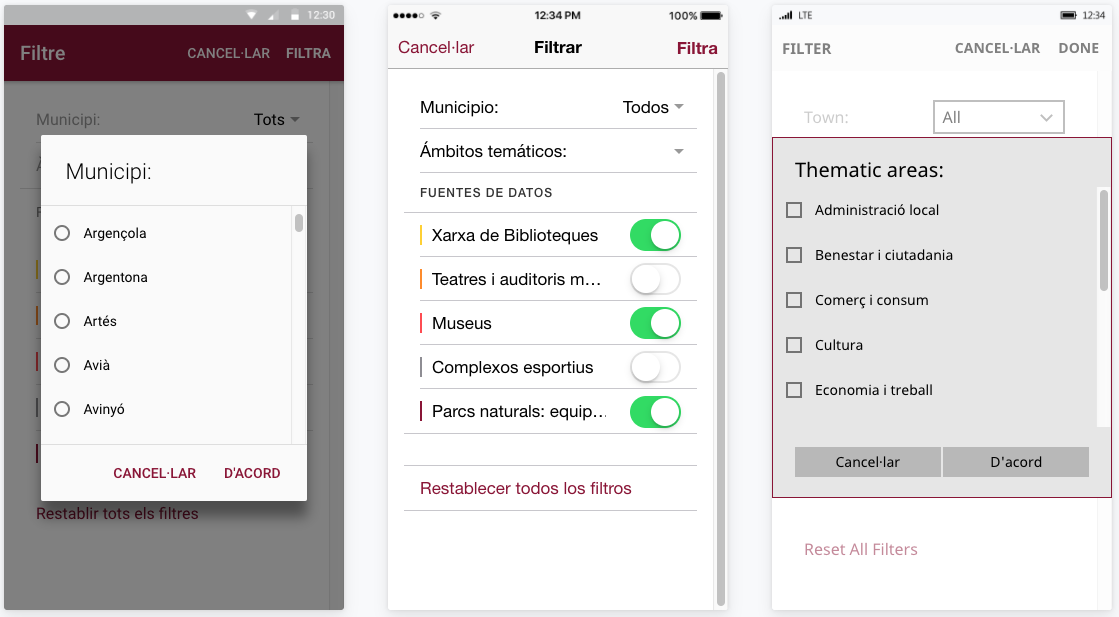 12:30
Filtre CANCEL·LAR FILTRA
Municipi: Tots
Municipi:
Argençola
Argentona
Artés
Avià
Avinyó
CANCEL·LAR D'ACORD
Restablir tots els filtres
12:34 PM 100%
Cancel·lar Filtrar Filtra
Municipio: Todos
Ámbitos temáticos:
FUENTES DE DATOS
Xarxa de Biblioteques
Teatres i auditoris m...
Museus
Complexos esportius
Parcs naturals: equip...
Restablecer todos los filtros
LTE 12:34
FILTER CANCEL·LAR DONE
Town: All
Thematic areas:
Administració local
Benestar i ciutadania
Comerç i consum
Cultura
Economia i treball
Cancel·lar D'acord
Reset All Filters